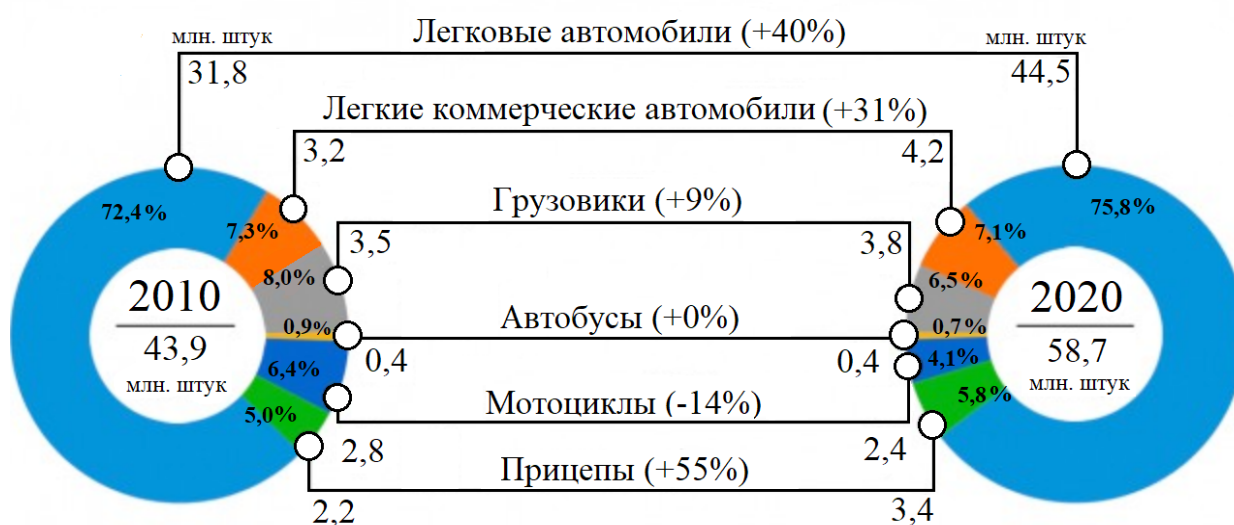 млн. штук
Легковые автомобили (+40%)
млн. штук
31,8
44,5
Легкие коммерческие автомобили (+31%)
3,2
4,2
72,4%
75,8%
Грузовики (+9%)
7,3%
7,1%
3,5
3,8
8,0%
6,5%
2010
2020
Автобусы (+0%)
0,9%
0,7%
43,9
58,7
0,4
0,4
млн. штук
млн. штук
6,4%
4,1%
Мотоциклы (-14%)
5,0%
5,8%
2,8
2,4
Прицепы (+55%)
2,2
3,4